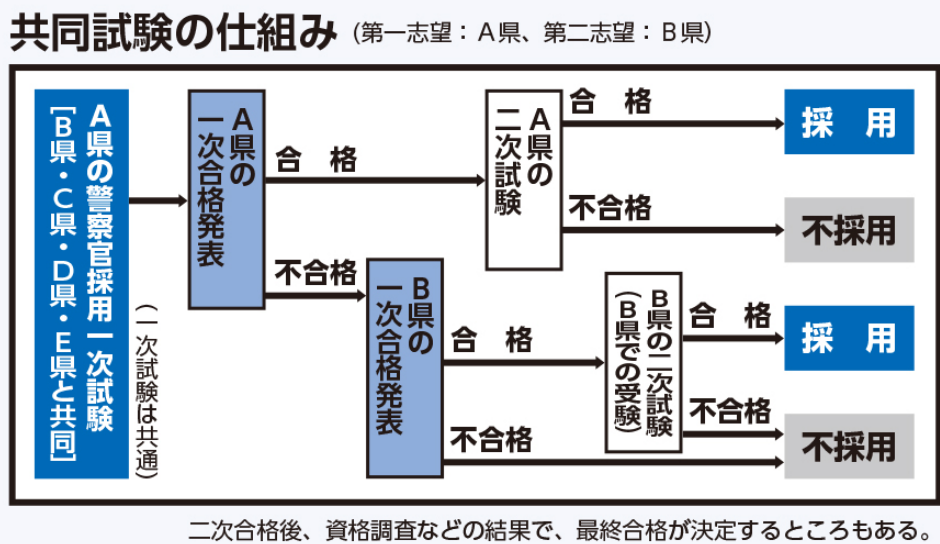 共同試験の仕組み（第一志望：A県、第二志望：B県）
A県の警察官採用一次試験
［B県・C県・D県・E県と共同］
（一次試験は共通）
A県の
一次合格発表
合　格
不合格
A県の
二次試験
合　格
採　用
不合格
不採用
B県の
一次合格発表
合　格
不合格
B県の二次試験
（B県での受験）
合　格
採　用
不合格
不採用
二次合格後、資格調査などの結果で、最終合格が決定するところもある。